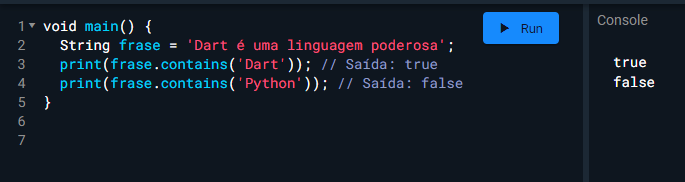 1 void main() {
2 String frase = 'Dart é uma linguagem poderosa';
3 print(frase.contains('Dart')); // Saída: true
4 print(frase.contains('Python')); // Saída: false
5 }
6
7
Run
Console
true
false